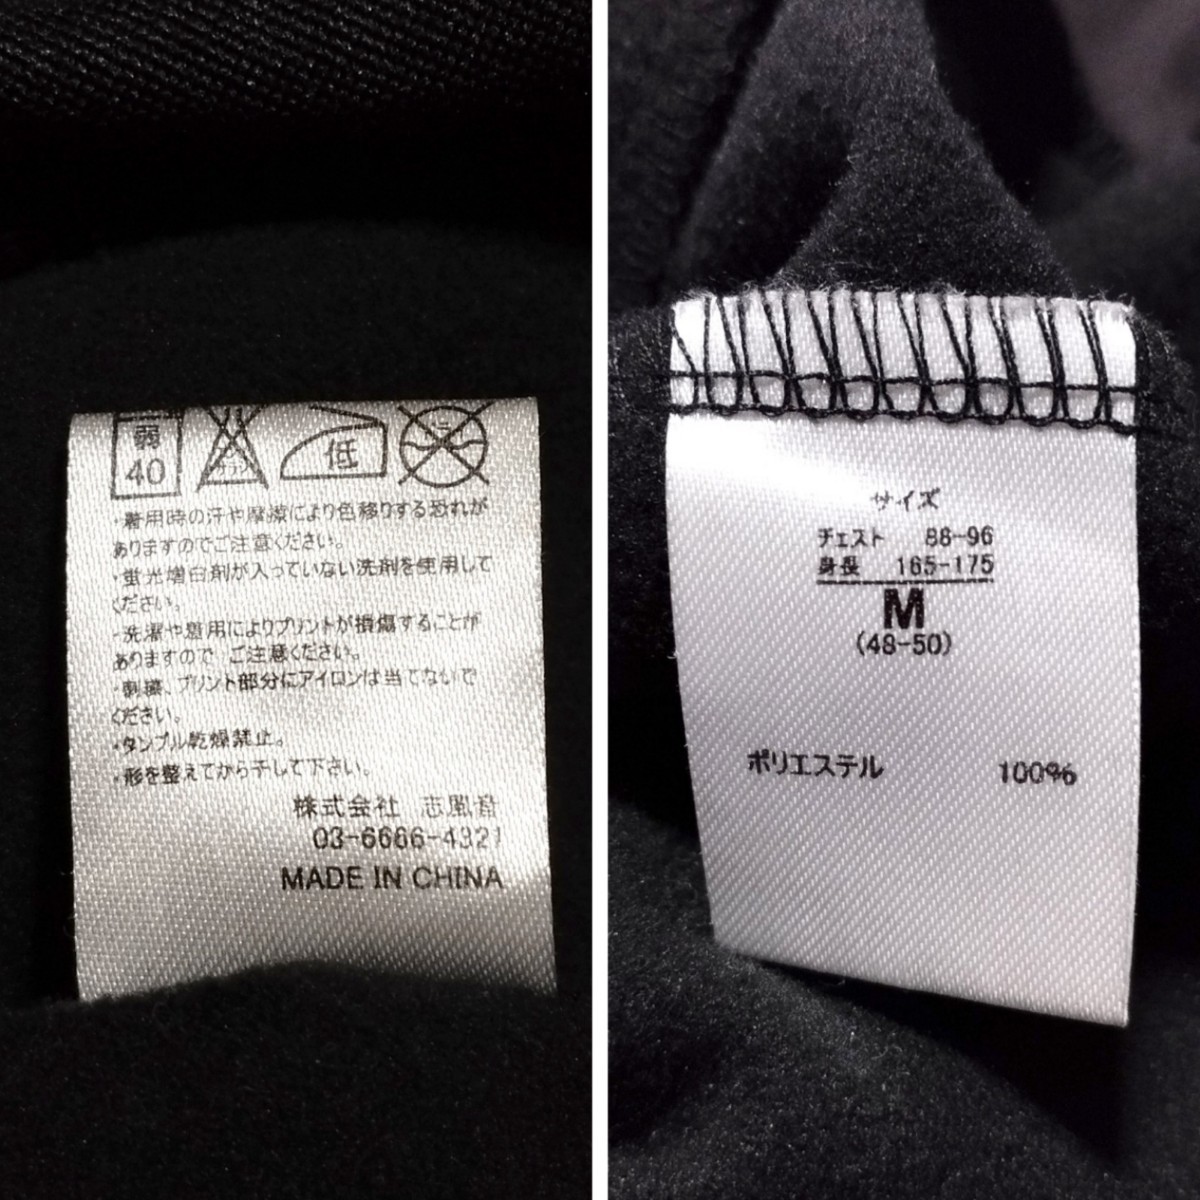 弱
40
低
・着用時の汗や摩擦により色移りする恐れが
ありますのでご注意ください。
・蛍光増白剤が入っていない洗剤を使用して
ください。
・洗濯や着用によりプリントが損傷することが
ありますので ご注意ください。
・刺繍、プリント部分にアイロンは当てないで
ください。
・タンブル乾燥禁止。
・形を整えてから干して下さい。
株式会社 志風音
03-6666-4321
MADE IN CHINA
サイズ
チェスト 88-96
身長 165-175
M
(48-50)
ポリエステル 100%